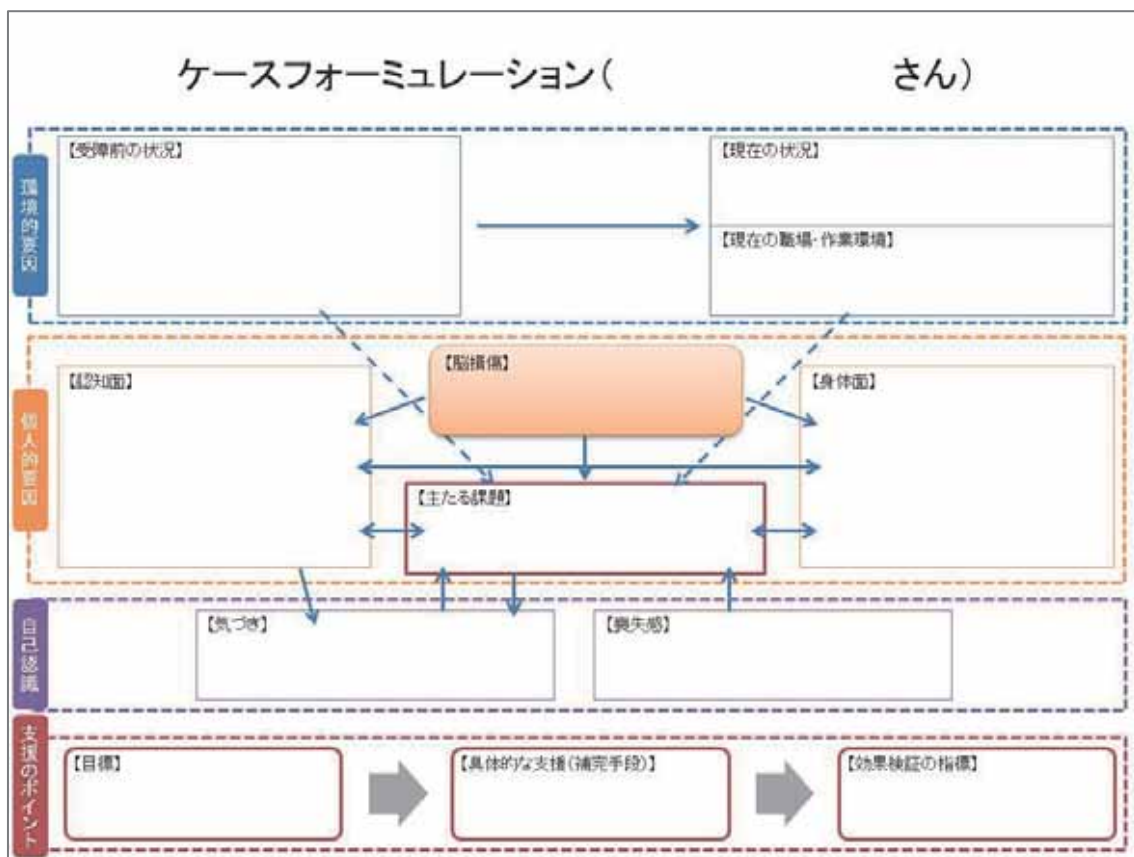 ケースフォーミュレーション(　　　　さん)
環境的要因
【受障前の状況】
【現在の状況】
【現在の職場・作業環境】
個人的要因
【認知面】
【脳損傷】
【身体面】
【主たる課題】
自己認識
【気づき】
【喪失感】
支援のポイント
【目標】
【具体的な支援(補完手段)】
【効果検証の指標】